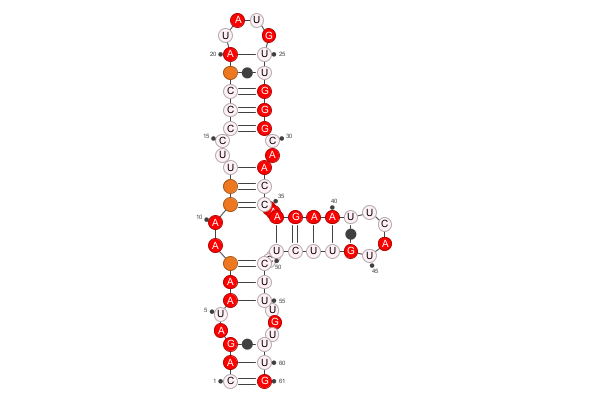 A U
U G
20 A U 25
U
C G
C G
C G
15 C C 30
U A
U A
C
C 35 40
10 A A G A A U U C
A U C U U G U A
C 50 45
A U
A U 55
5 U U
A G
U
G U
A U 60
1 C G 61